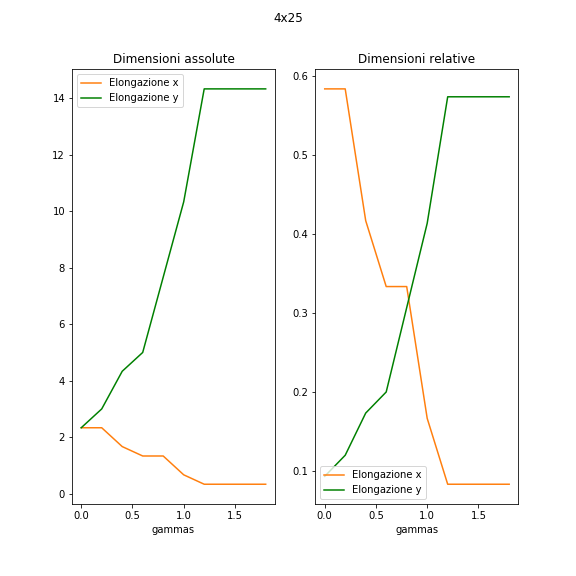 4x25
Dimensioni assolute
Elongazione x
Elongazione y
14
12
10
8
6
4
2
0
0.0 0.5 1.0 1.5
gammas
Dimensioni relative
0.6
0.5
0.4
0.3
0.2
0.1
Elongazione x
Elongazione y
0.0 0.5 1.0 1.5
gammas